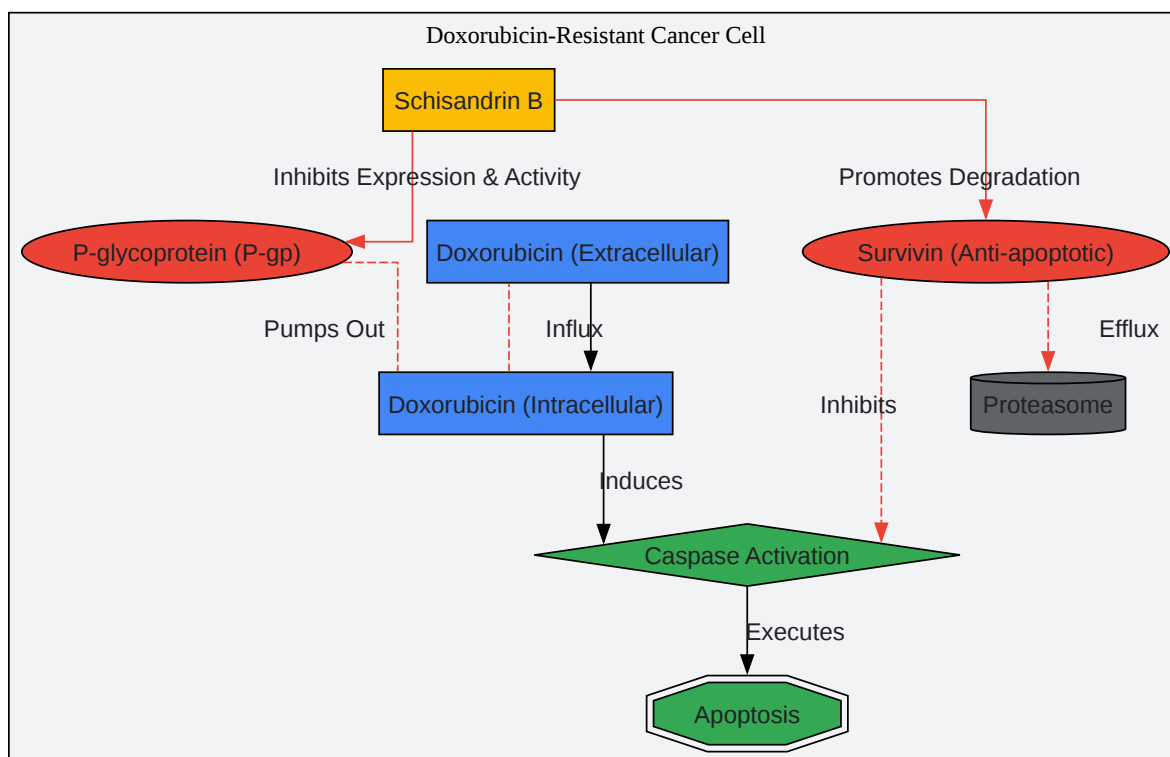 Doxorubicin-Resistant Cancer Cell
Schisandrin B
Inhibits Expression & Activity
Promotes Degradation
P-glycoprotein (P-gp)
Doxorubicin (Extracellular)
Survivin (Anti-apoptotic)
Pumps Out
Influx
Efflux
Doxorubicin (Intracellular)
Inhibits
Proteasome
Induces
Caspase Activation
Executes
Apoptosis